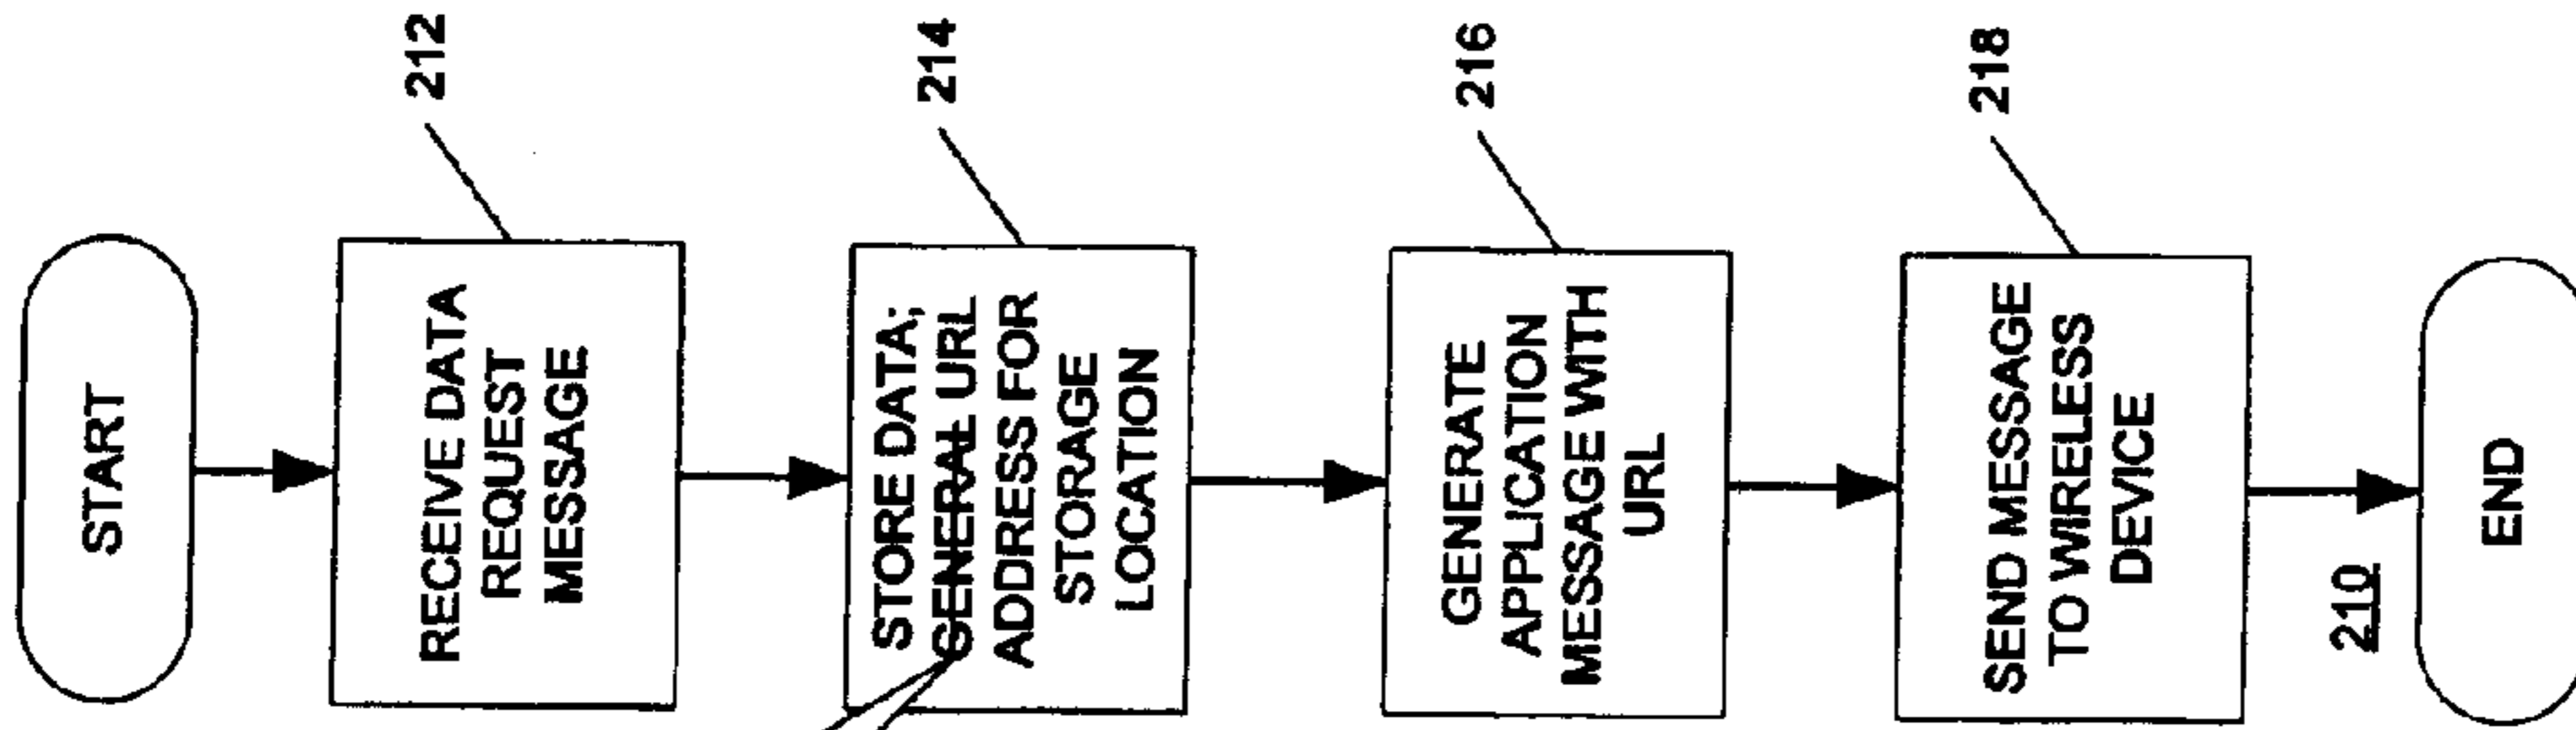 START
RECEIVE DATA
REQUEST
MESSAGE
212
STORE DATA;
GENERAL URL
ADDRESS FOR
STORAGE
LOCATION
214
GENERATE
APPLICATION
MESSAGE WITH
URL
216
SEND MESSAGE
TO WIRELESS
DEVICE
218
210
END